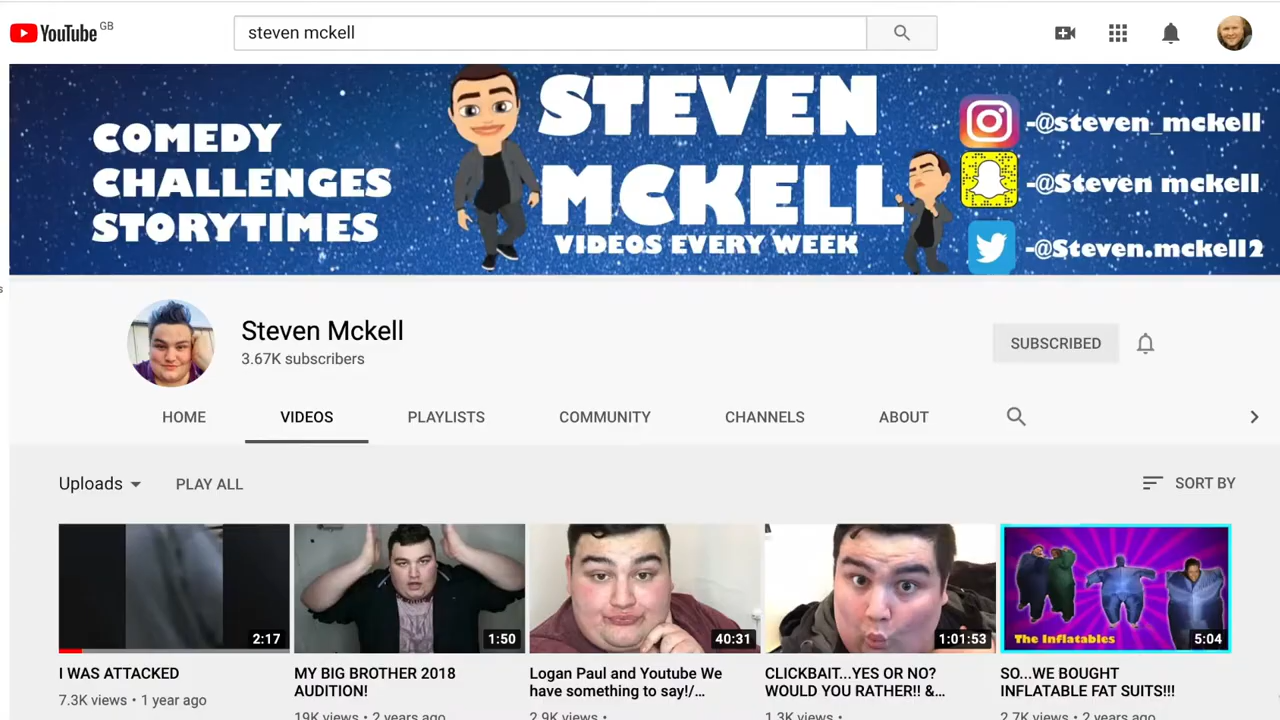 YouTube GB
steven mckell
COMEDY
CHALLENGES
STORYTIMES
STEVEN
MCKELL
VIDEOS EVERY WEEK
-@steven_mckell
-@Steven mckell
-@Steven.mckell2
s
Steven Mckell
3.67K subscribers
SUBSCRIBED
HOME VIDEOS PLAYLISTS COMMUNITY CHANNELS ABOUT
Uploads PLAY ALL
SORT BY
2:17
1:50
40:31
1:01:53
The Inflatables
5:04
I WAS ATTACKED
7.3K views • 1 year ago
MY BIG BROTHER 2018
AUDITION!
19K views • 2 years ago
Logan Paul and Youtube We
have something to say!/...
2.9K views •
CLICKBAIT...YES OR NO?
WOULD YOU RATHER!! &...
1.3K views •
SO...WE BOUGHT
INFLATABLE FAT SUITS!!!
2.7K views • 2 years ago